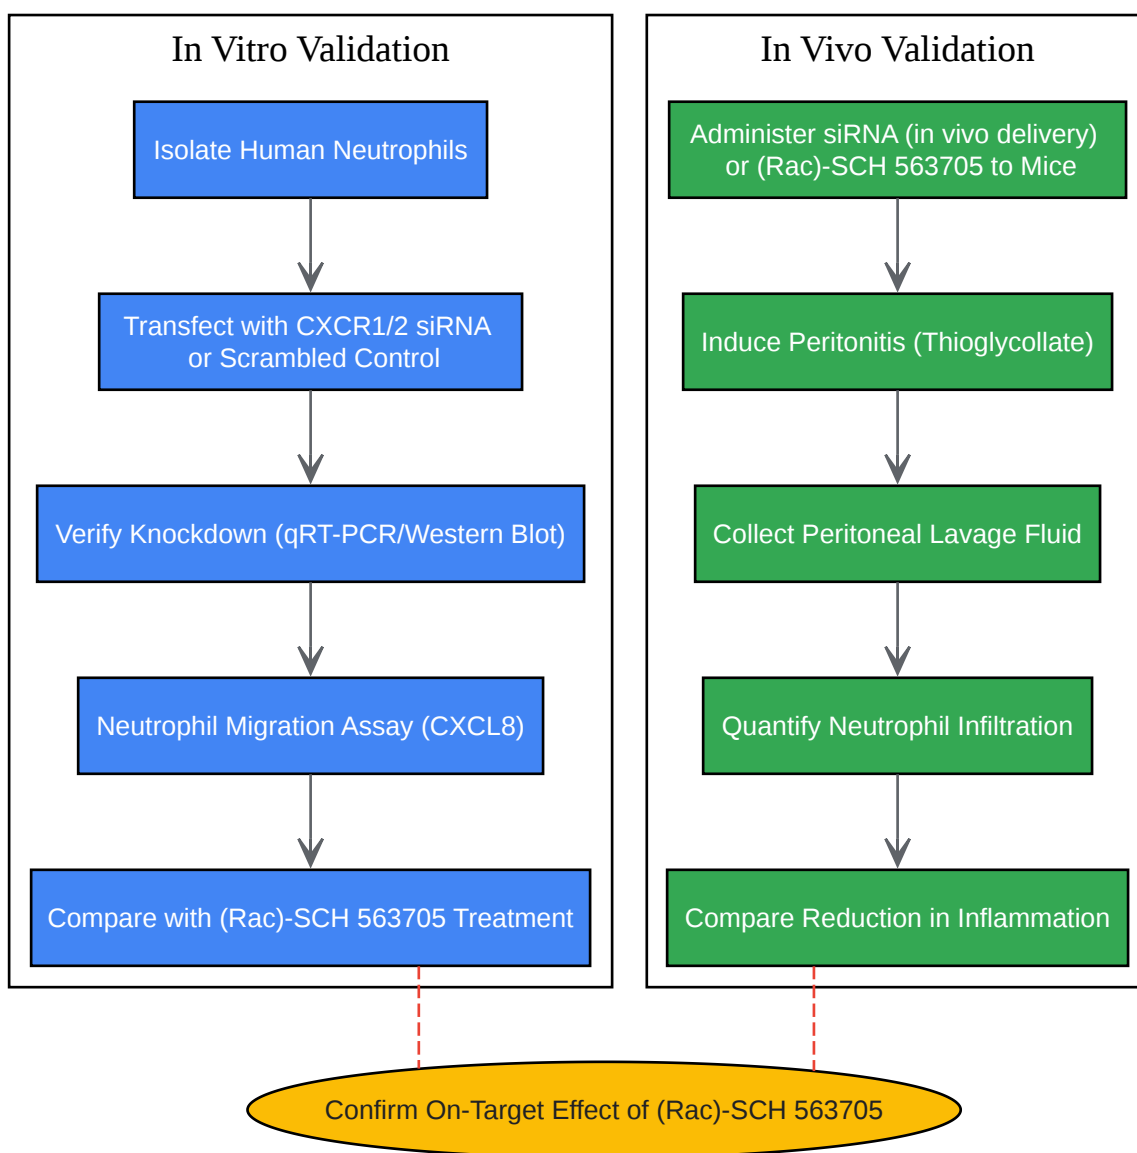 In Vitro Validation
Isolate Human Neutrophils
Transfect with CXCR1/2 siRNA
or Scrambled Control
Verify Knockdown (qRT-PCR/Western Blot)
Neutrophil Migration Assay (CXCL8)
Compare with (Rac)-SCH 563705 Treatment
In Vivo Validation
Administer siRNA (in vivo delivery)
or (Rac)-SCH 563705 to Mice
Induce Peritonitis (Thioglycollate)
Collect Peritoneal Lavage Fluid
Quantify Neutrophil Infiltration
Compare Reduction in Inflammation
Confirm On-Target Effect of (Rac)-SCH 563705